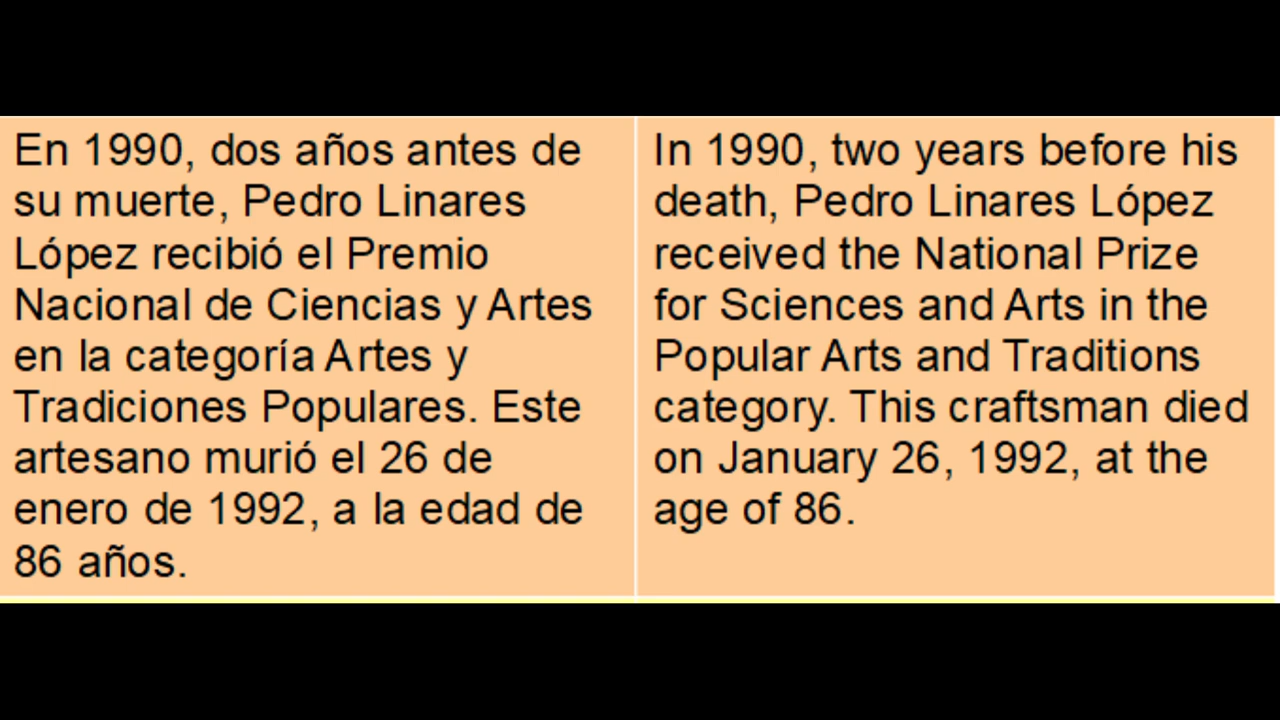 En 1990, dos años antes de
su muerte, Pedro Linares
López recibió el Premio
Nacional de Ciencias y Artes
en la categoría Artes y
Tradiciones Populares. Este
artesano murió el 26 de
enero de 1992, a la edad de
86 años.
In 1990, two years before his
death, Pedro Linares López
received the National Prize
for Sciences and Arts in the
Popular Arts and Traditions
category. This craftsman died
on January 26, 1992, at the
age of 86.